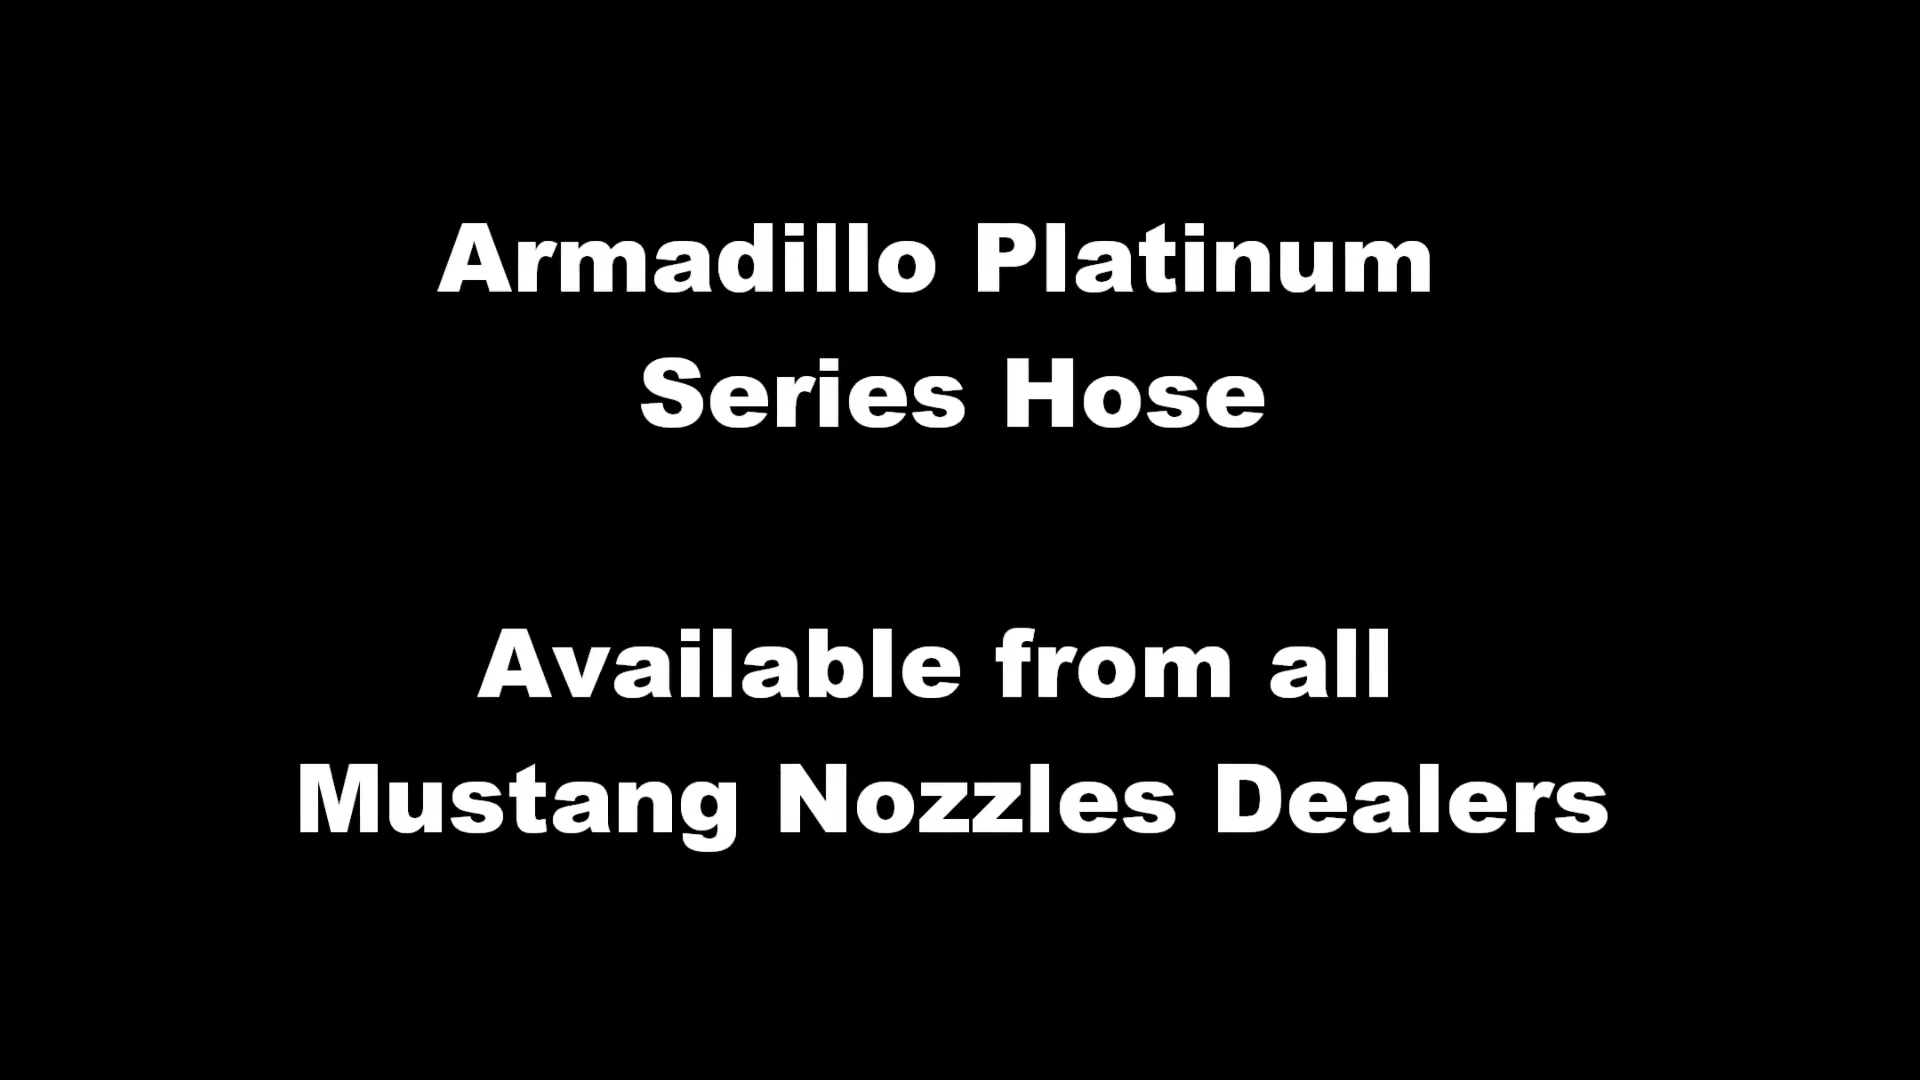 Armadillo Platinum
Series Hose
Available from all
Mustang Nozzles Dealers